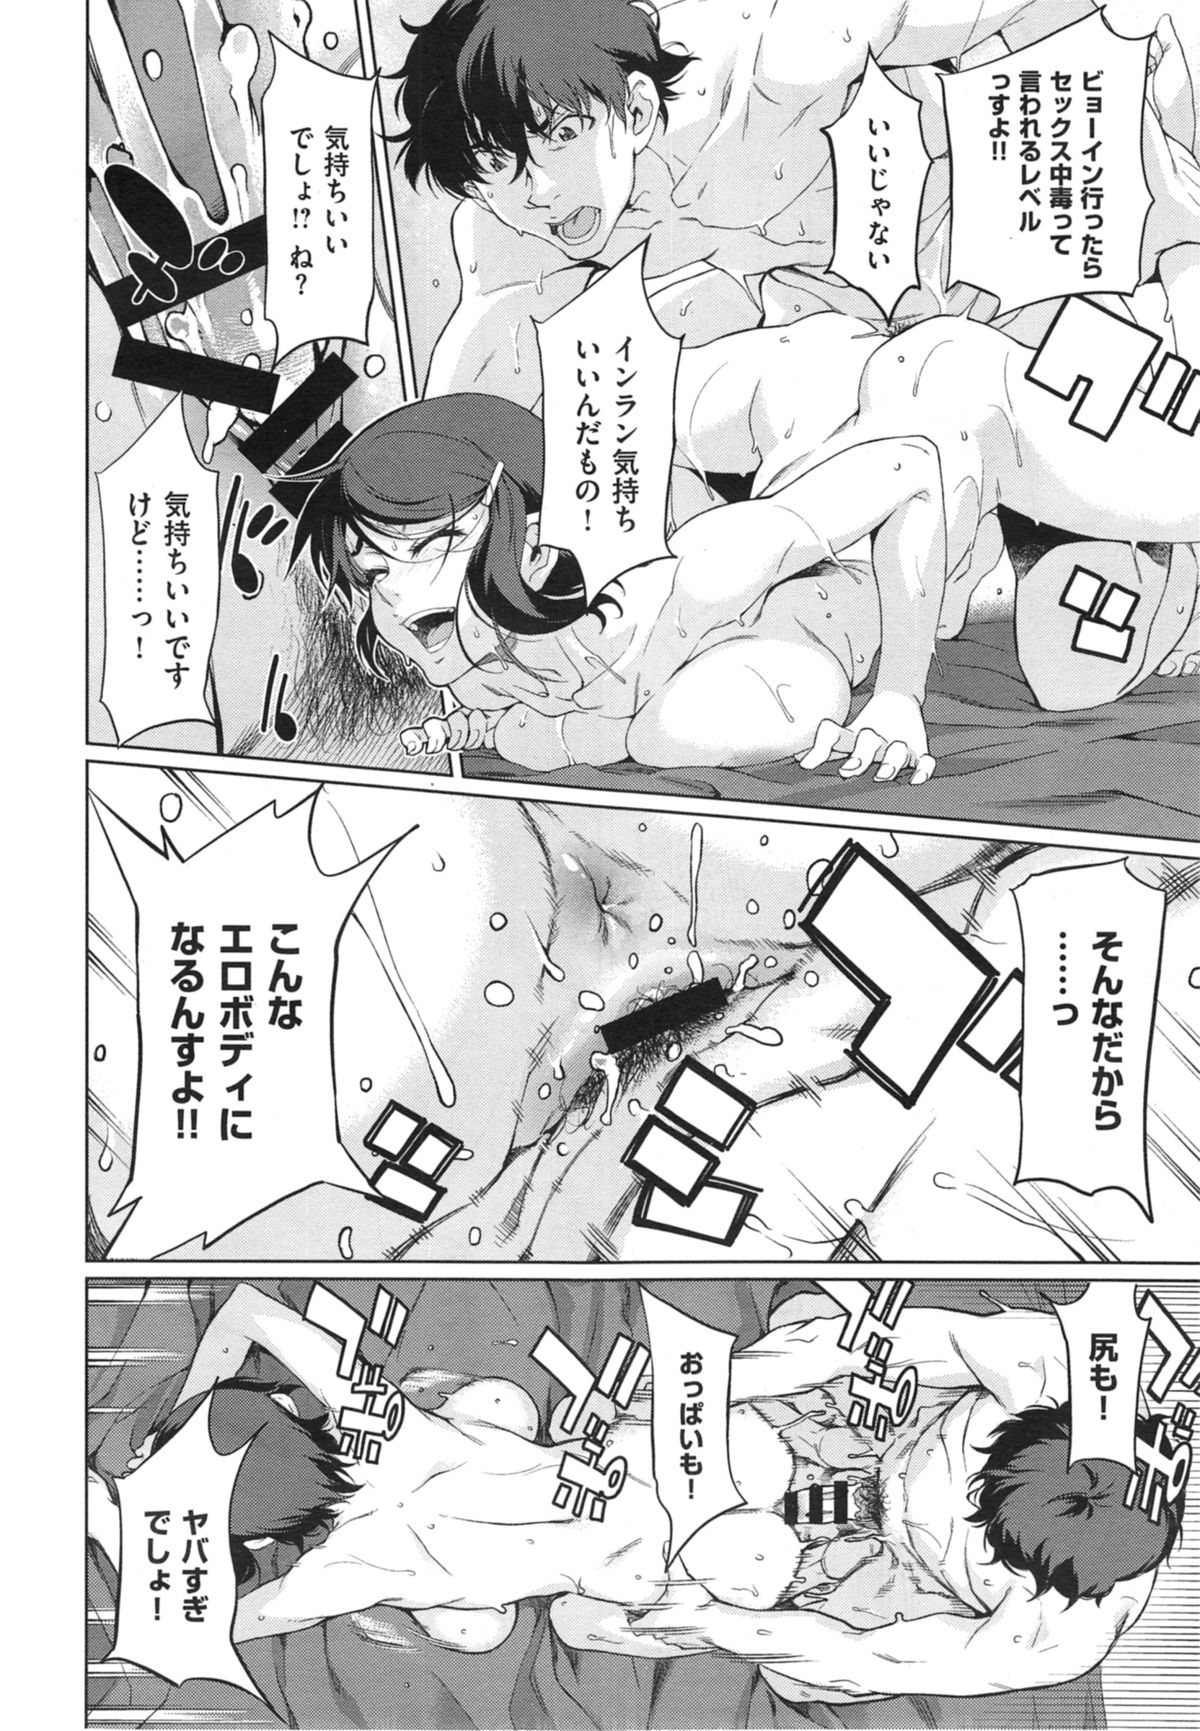 ビョーイン行ったら
セックス中毒って
言われるレベル
っすよ!!
いいじゃない
インラン気持ち
いいんだもの！
気持ちいい
でしょ!?ね？
気持ちいいです
けど……っ！
そんなだから
……っ
こんな
エロボディに
なるんすよ!!
尻も！
おっぱいも！
ヤバすぎ
でしょ！